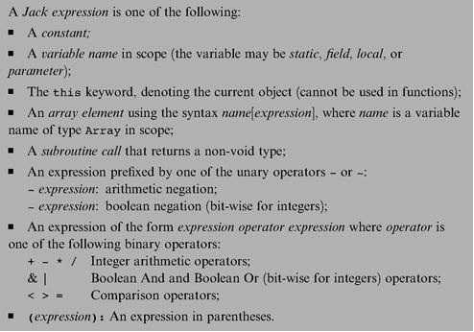 A Jack expression is one of the following:
▪ A constant;
▪ A variable name in scope (the variable may be static, field, local, or
parameter);
▪ The this keyword, denoting the current object (cannot be used in functions);
▪ An array element using the syntax name[expression], where name is a variable
name of type Array in scope;
▪ A subroutine call that returns a non-void type;
▪ An expression prefixed by one of the unary operators - or ~:
- expression: arithmetic negation;
~ expression: boolean negation (bit-wise for integers);
▪ An expression of the form expression operator expression where operator is
one of the following binary operators:
+ - * / Integer arithmetic operators;
& | Boolean And and Boolean Or (bit-wise for integers) operators;
< > = Comparison operators;
▪ (expression): An expression in parentheses.